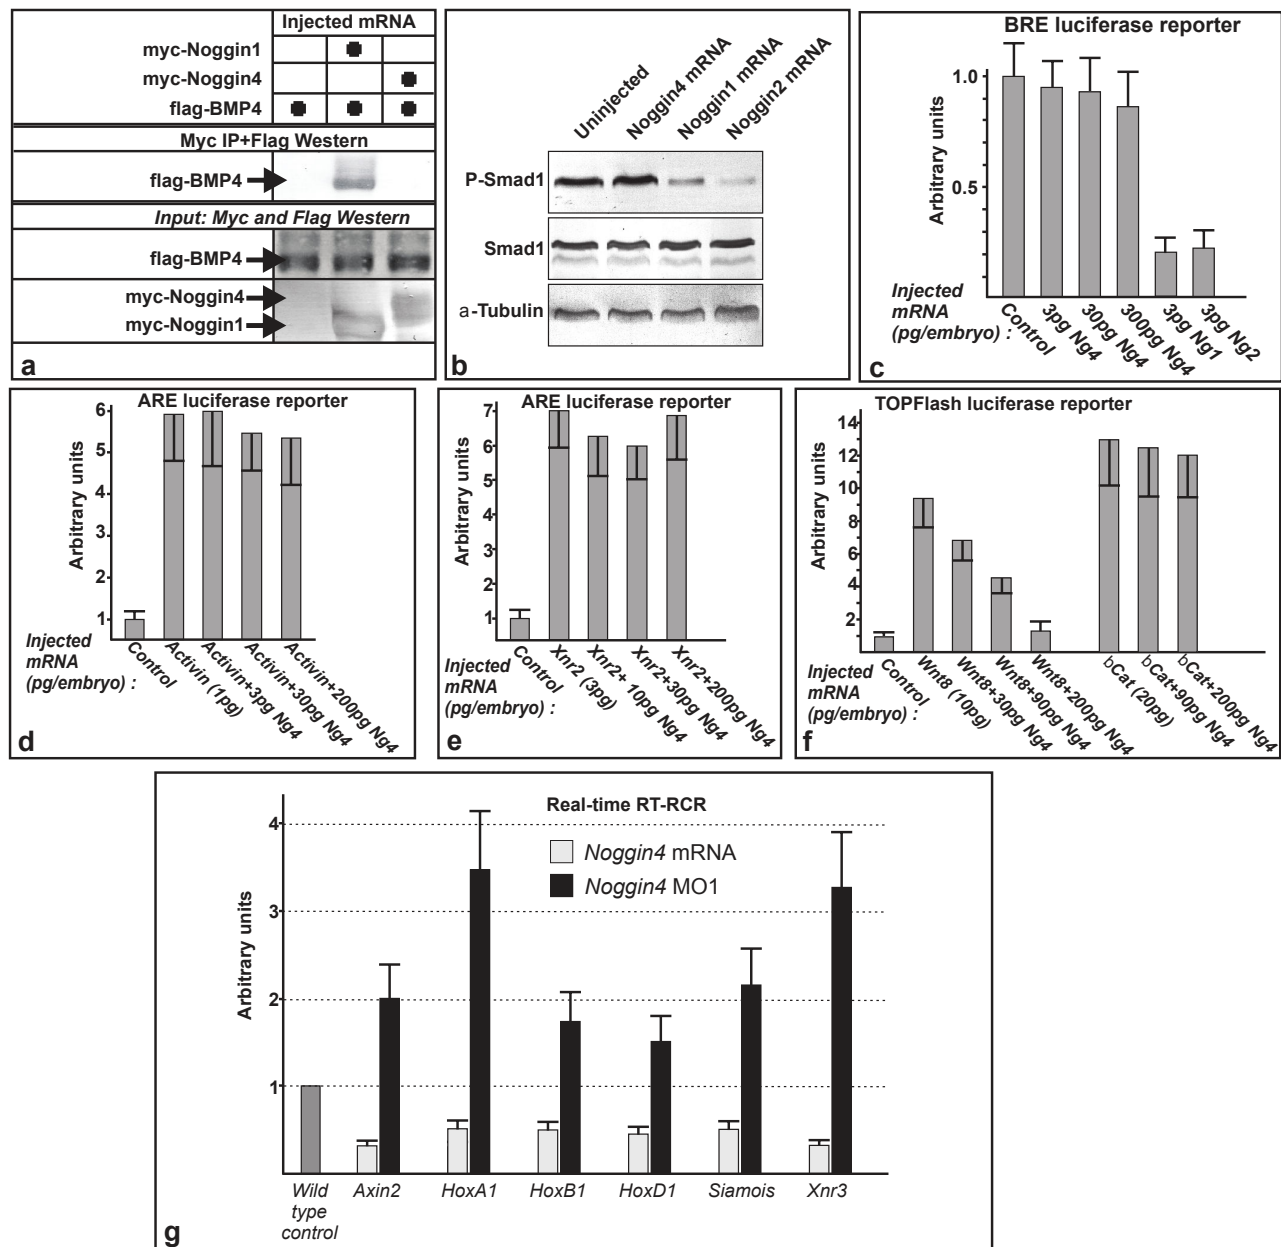 Injected mRNA
myc-Noggin1
myc-Noggin4
flag-BMP4
Myc IP+Flag Western
flag-BMP4
Input: Myc and Flag Western
flag-BMP4
myc-Noggin4
myc-Noggin1
a
Uninjected
Noggin4 mRNA
Noggin1 mRNA
Noggin2 mRNA
P-Smad1
Smad1
a-Tubulin
b
BRE luciferase reporter
Arbitrary units
1.0
0.5
Injected
mRNA
(pg/embryo) :
Control
3pg Ng4
30pg Ng4
300pg Ng4
3pg Ng1
3pg Ng2
c
ARE luciferase reporter
Arbitrary units
6
5
4
3
2
1
Injected
mRNA
(pg/embryo) :
Control
Activin (1pg)
Activin+3pg Ng4
Activin+30pg Ng4
Activin+200pg Ng4
d
ARE luciferase reporter
Arbitrary units
7
6
5
4
3
2
1
Injected
mRNA
(pg/embryo) :
Control
Xnr2 (3pg)
Xnr2+ 10pg Ng4
Xnr2+30pg Ng4
Xnr2+200pg Ng4
e
TOPFlash luciferase reporter
Arbitrary units
14
12
10
8
6
4
2
Injected
mRNA
(pg/embryo) :
Control
Wnt8 (10pg)
Wnt8+30pg Ng4
Wnt8+90pg Ng4
Wnt8+200pg Ng4
bCat (20pg)
bCat+90pg Ng4
bCat+200pg Ng4
f
Real-time RT-RCR
Noggin4 mRNA
Noggin4 MO1
Arbitrary units
4
3
2
1
Wild
type
control
Axin2
HoxA1
HoxB1
HoxD1
Siamois
Xnr3
g